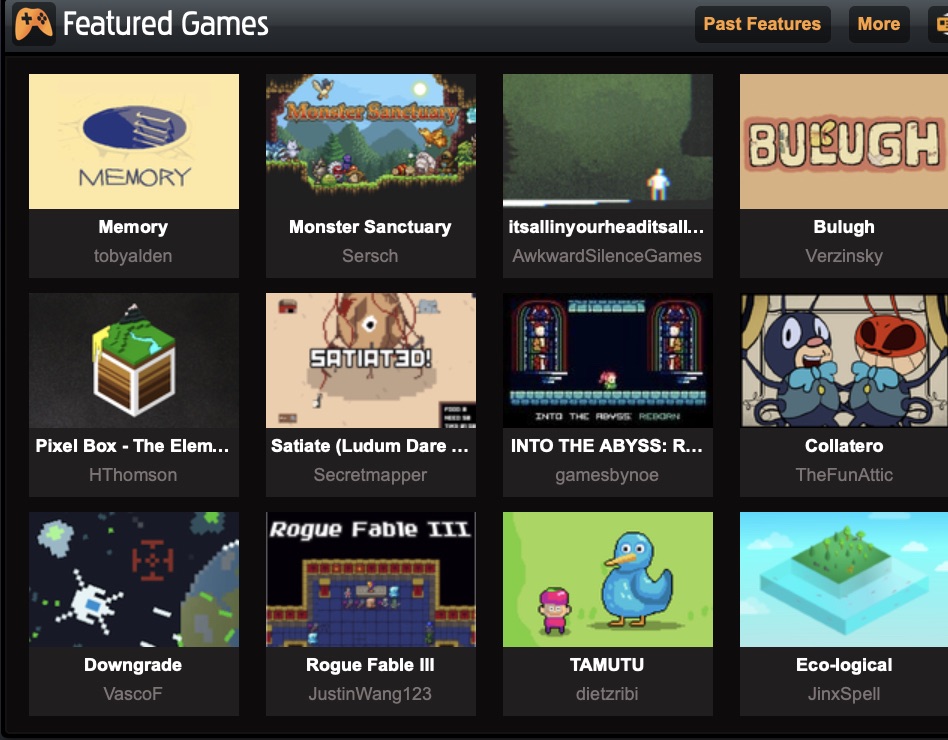 Featured Games
Past Features
More
MEMORY
Monster Sanctuary
BULUGH
Memory
Monster Sanctuary
itsallinyourheaditsall...
Bulugh
tobyalden
Sersch
AwkwardSilenceGames
Verzinsky
SATIAT3D!
INTO THE ABYSS: REBORN
Pixel Box - The Elem...
Satiate (Ludum Dare ...
INTO THE ABYSS: R...
Collatero
HThomson
Secretmapper
gamesbynoe
TheFunAttic
Rogue Fable III
Downgrade
Rogue Fable III
TAMUTU
Eco-logical
VascoF
JustinWang123
dietzribi
JinxSpell